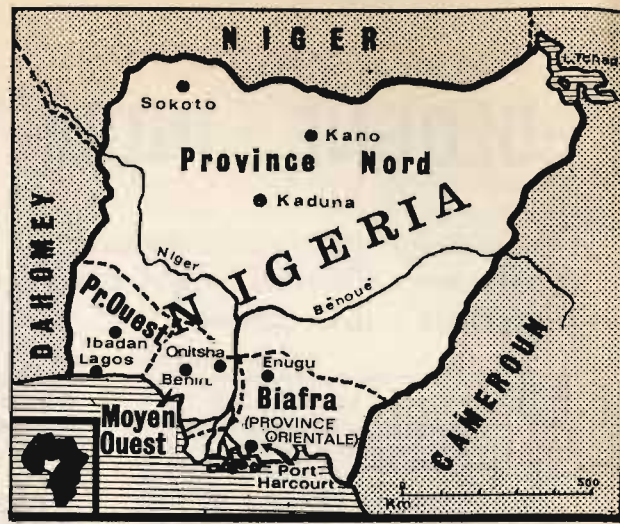 NIGER
L. Tchad
Sokoto
Kano
Province Nord
Kaduna
NIGERIA
DAHOMEY
Niger
Bénoué
Pr. Ouest
Ibadan
Lagos
Onitsha
Benin
Enugu
Biafra
(PROVINCE
ORIENTALE)
Moyen
Ouest
Port
Harcourt
CAMEROUN
0 500
Km